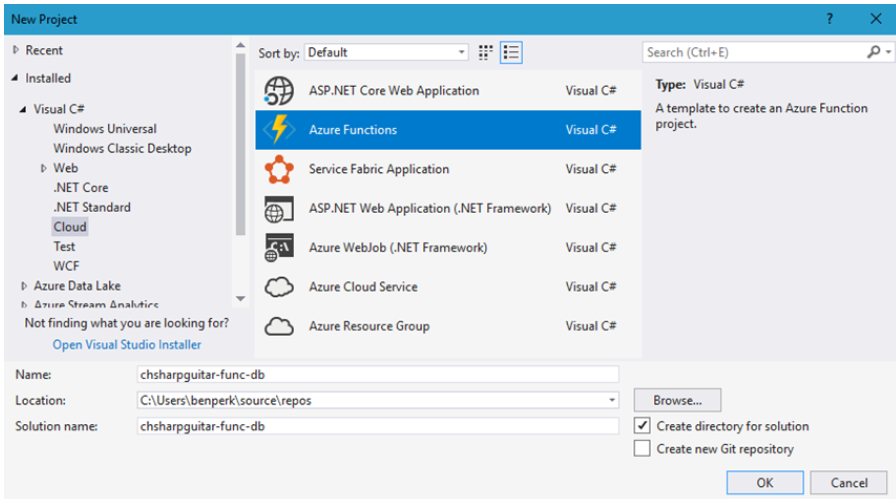 New Project
? ×
Recent
Installed
Visual C#
Windows Universal
Windows Classic Desktop
Web
.NET Core
.NET Standard
Cloud
Test
WCF
Azure Data Lake
Azure Stream Analytics
Not finding what you are looking for?
Open Visual Studio Installer
Sort by: Default
ASP.NET Core Web Application Visual C#
Azure Functions Visual C#
Service Fabric Application Visual C#
ASP.NET Web Application (.NET Framework) Visual C#
Azure WebJob (.NET Framework) Visual C#
Azure Cloud Service Visual C#
Azure Resource Group Visual C#
Search (Ctrl+E)
Type: Visual C#
A template to create an Azure Function
project.
Name: chsharpguitar-func-db
Location: C:\Users\benperk\source\repos Browse...
Solution name: chsharpguitar-func-db
Create directory for solution
Create new Git repository
OK Cancel